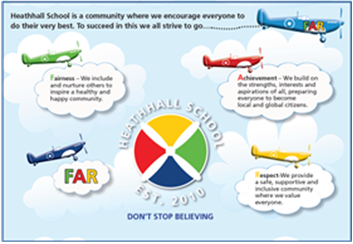 Heathhall School is a community where we encourage everyone to
do their very best. To succeed in this we all strive to go......
FAR
Fairness – We include
and nurture others to
inspire a healthy and
happy community.
Achievement – We build on
the strengths, interests and
aspirations of all, preparing
everyone to become
local and global citizens.
HEATHHALL SCHOOL
EST. 2010
FAR
Respect-We provide
a safe, supportive and
inclusive community
where we value
everyone.
DON'T STOP BELIEVING